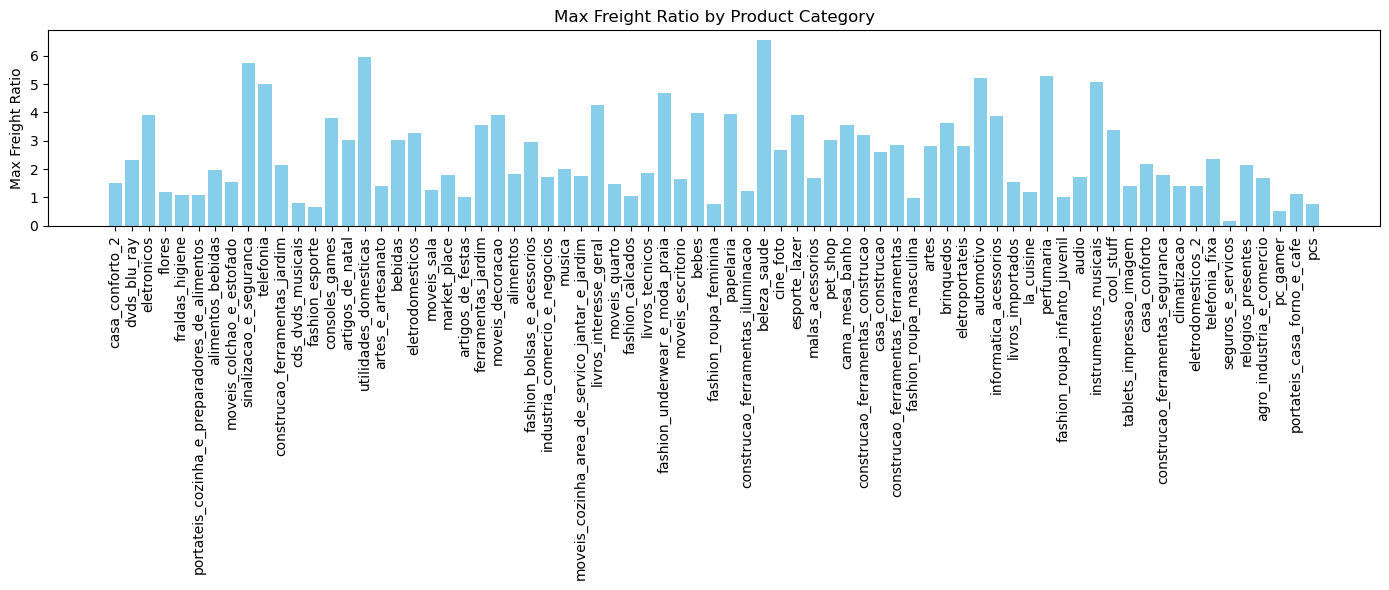 Max Freight Ratio by Product Category
Max Freight Ratio
6
5
4
3
2
1
0
casa_conforto_2
dvds_blu_ray
eletronicos
flores
fraldas_higiene
portateis_cozinha_e_preparadores_de_alimentos
alimentos_bebidas
moveis_colchao_e_estofado
sinalizacao_e_seguranca
telefonia
construcao_ferramentas_jardim
cds_dvds_musicais
fashion_esporte
consoles_games
artigos_de_natal
utilidades_domesticas
artes_e_artesanato
bebidas
eletrodomesticos
moveis_sala
market_place
artigos_de_festas
ferramentas_jardim
moveis_decoracao
alimentos
fashion_bolsas_e_acessorios
industria_comercio_e_negocios
musica
moveis_cozinha_area_de_servico_jantar_e_jardim
livros_interesse_geral
moveis_quarto
fashion_calcados
livros_tecnicos
fashion_underwear_e_moda_praia
moveis_escritorio
bebes
fashion_roupa_feminina
papelaria
construcao_ferramentas_iluminacao
beleza_saude
cine_foto
esporte_lazer
malas_acessorios
pet_shop
cama_mesa_banho
construcao_ferramentas_construcao
casa_construcao
construcao_ferramentas_ferramentas
fashion_roupa_masculina
artes
brinquedos
eletroportateis
automotivo
informatica_acessorios
livros_importados
la_cuisine
perfumaria
fashion_roupa_infanto_juvenil
audio
instrumentos_musicais
cool_stuff
tablets_impressao_imagem
casa_conforto
construcao_ferramentas_seguranca
climatizacao
eletrodomesticos_2
telefonia_fixa
seguros_e_servicos
relogios_presentes
agro_industria_e_comercio
pc_gamer
portateis_casa_forno_e_cafe
pcs